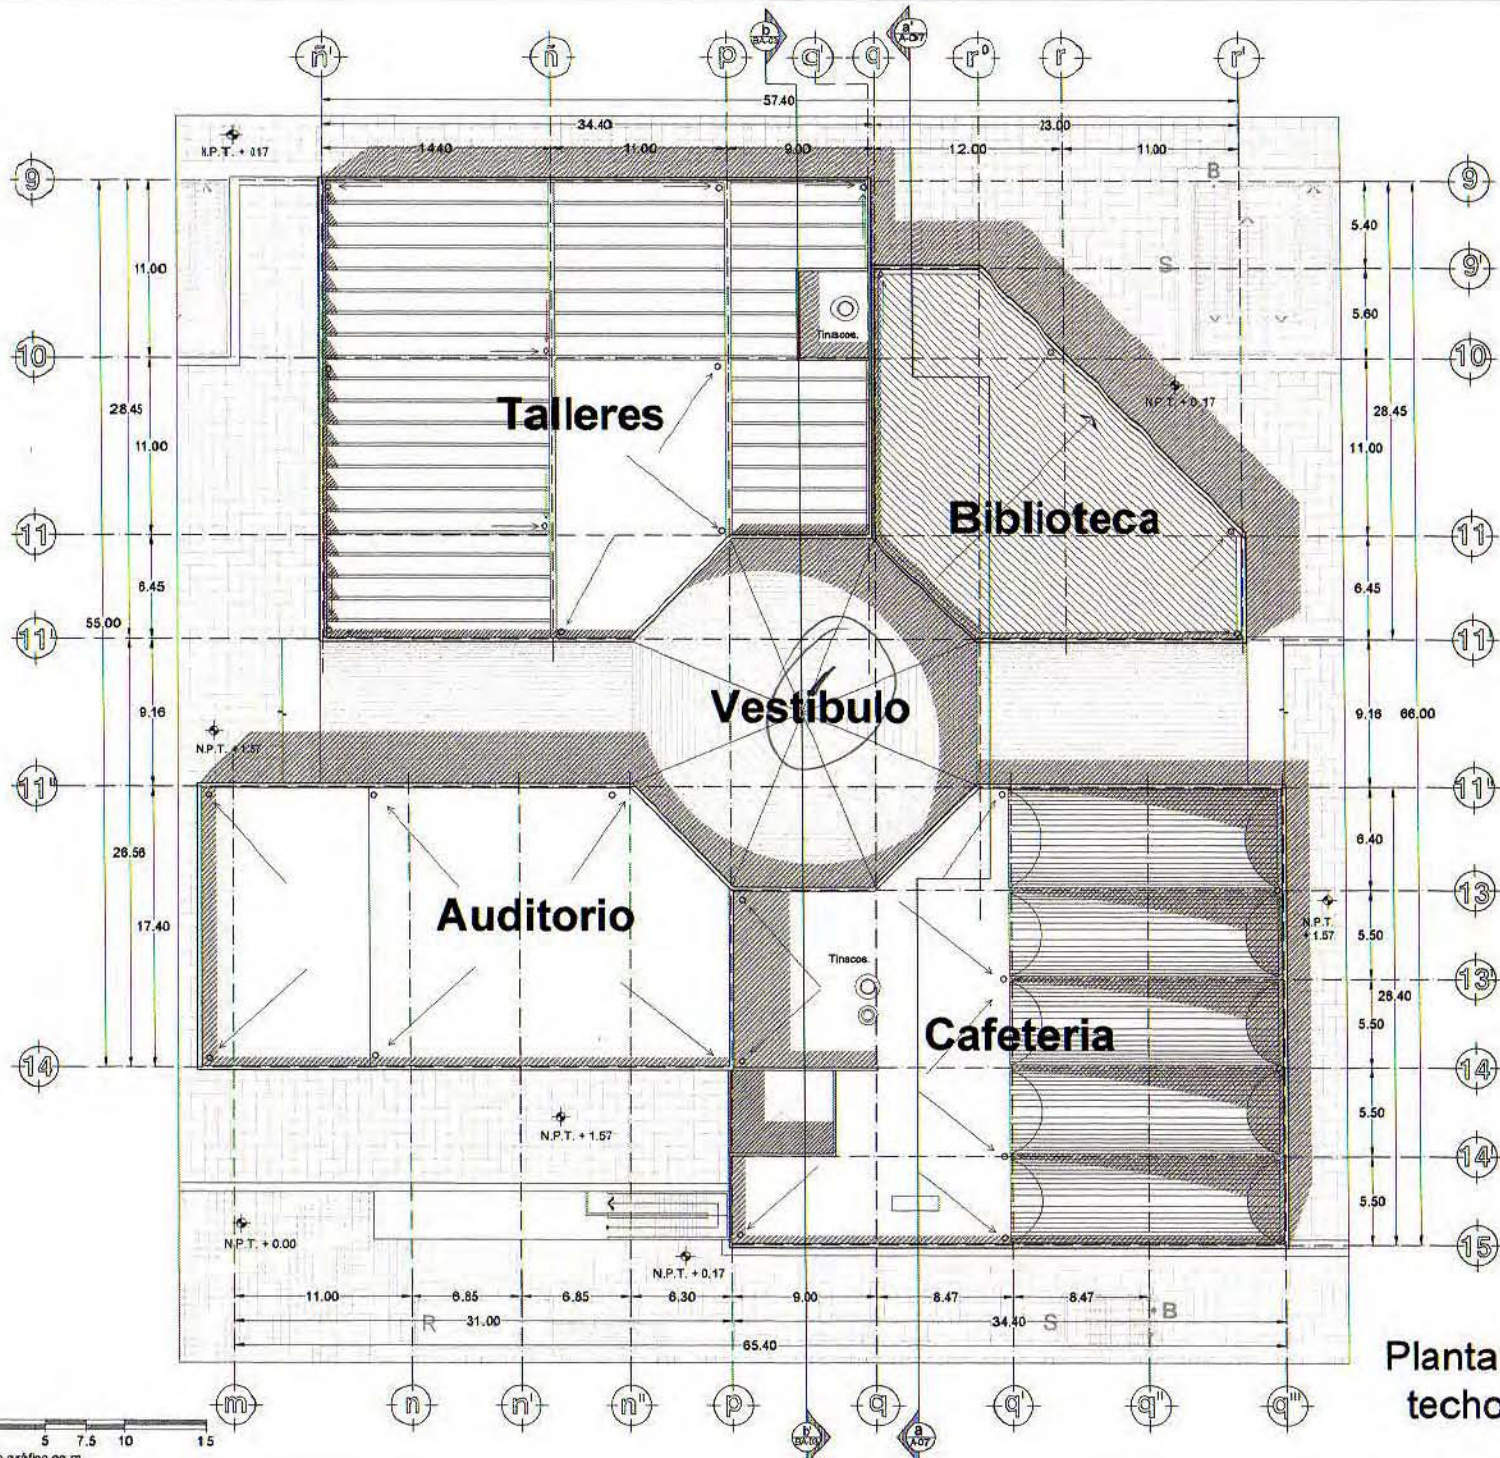 b
a'
ñ'
ñ
p
q'
q
r⁰
r
r'
57.40
34.40
23.00
14.40
11.00
9.00
12.00
11.00
N.P.T. + 0.17
B
S
9
9
9'
10
10
11
11
11'
11'
11"
11"
13
13'
14
14
14'
15
11.00
28.45
11.00
6.45
55.00
9.16
26.56
17.40
5.40
5.60
28.45
11.00
6.45
9.16
66.00
6.40
5.50
5.50
26.40
5.50
5.50
Tinacos.
Talleres
N.P.T. + 0.17
Biblioteca
Vestíbulo
N.P.T. + 1.57
Auditorio
N.P.T.
+ 1.57
Tinacos.
Cafeteria
N.P.T. + 1.57
N.P.T. + 0.00
N.P.T. + 0.17
11.00
6.85
6.85
6.30
9.00
8.47
8.47
B
R
31.00
34.40
S
65.40
Planta
techo
m
n
n'
n"
p
q
q'
q"
q'''
5
7.5
10
15
b'
a
A-07